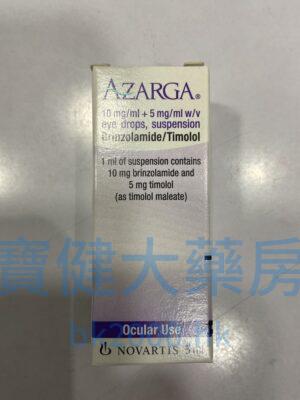 AZARGA®
10 mg/ml + 5 mg/ml w/v
eye drops, suspension
Brinzolamide/Timolol
1 ml of suspension contains
10 mg brinzolamide and
5 mg timolol
(as timolol maleate)
寶健大藥房
Ocular Use
NOVARTIS 5 ml